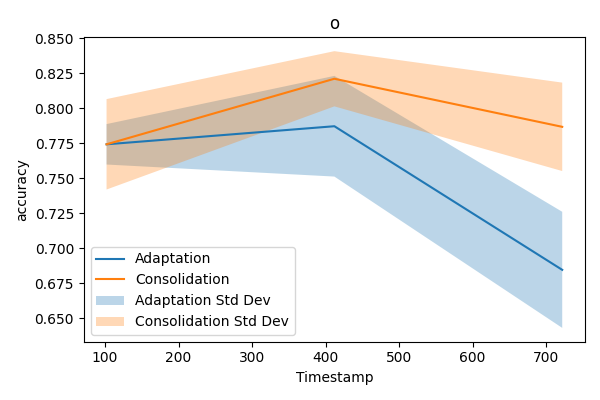 o
0.850
0.825
0.800
0.775
0.750
0.725
0.700
0.675
0.650
accuracy
Adaptation
Consolidation
Adaptation Std Dev
Consolidation Std Dev
100 200 300 400 500 600 700
Timestamp